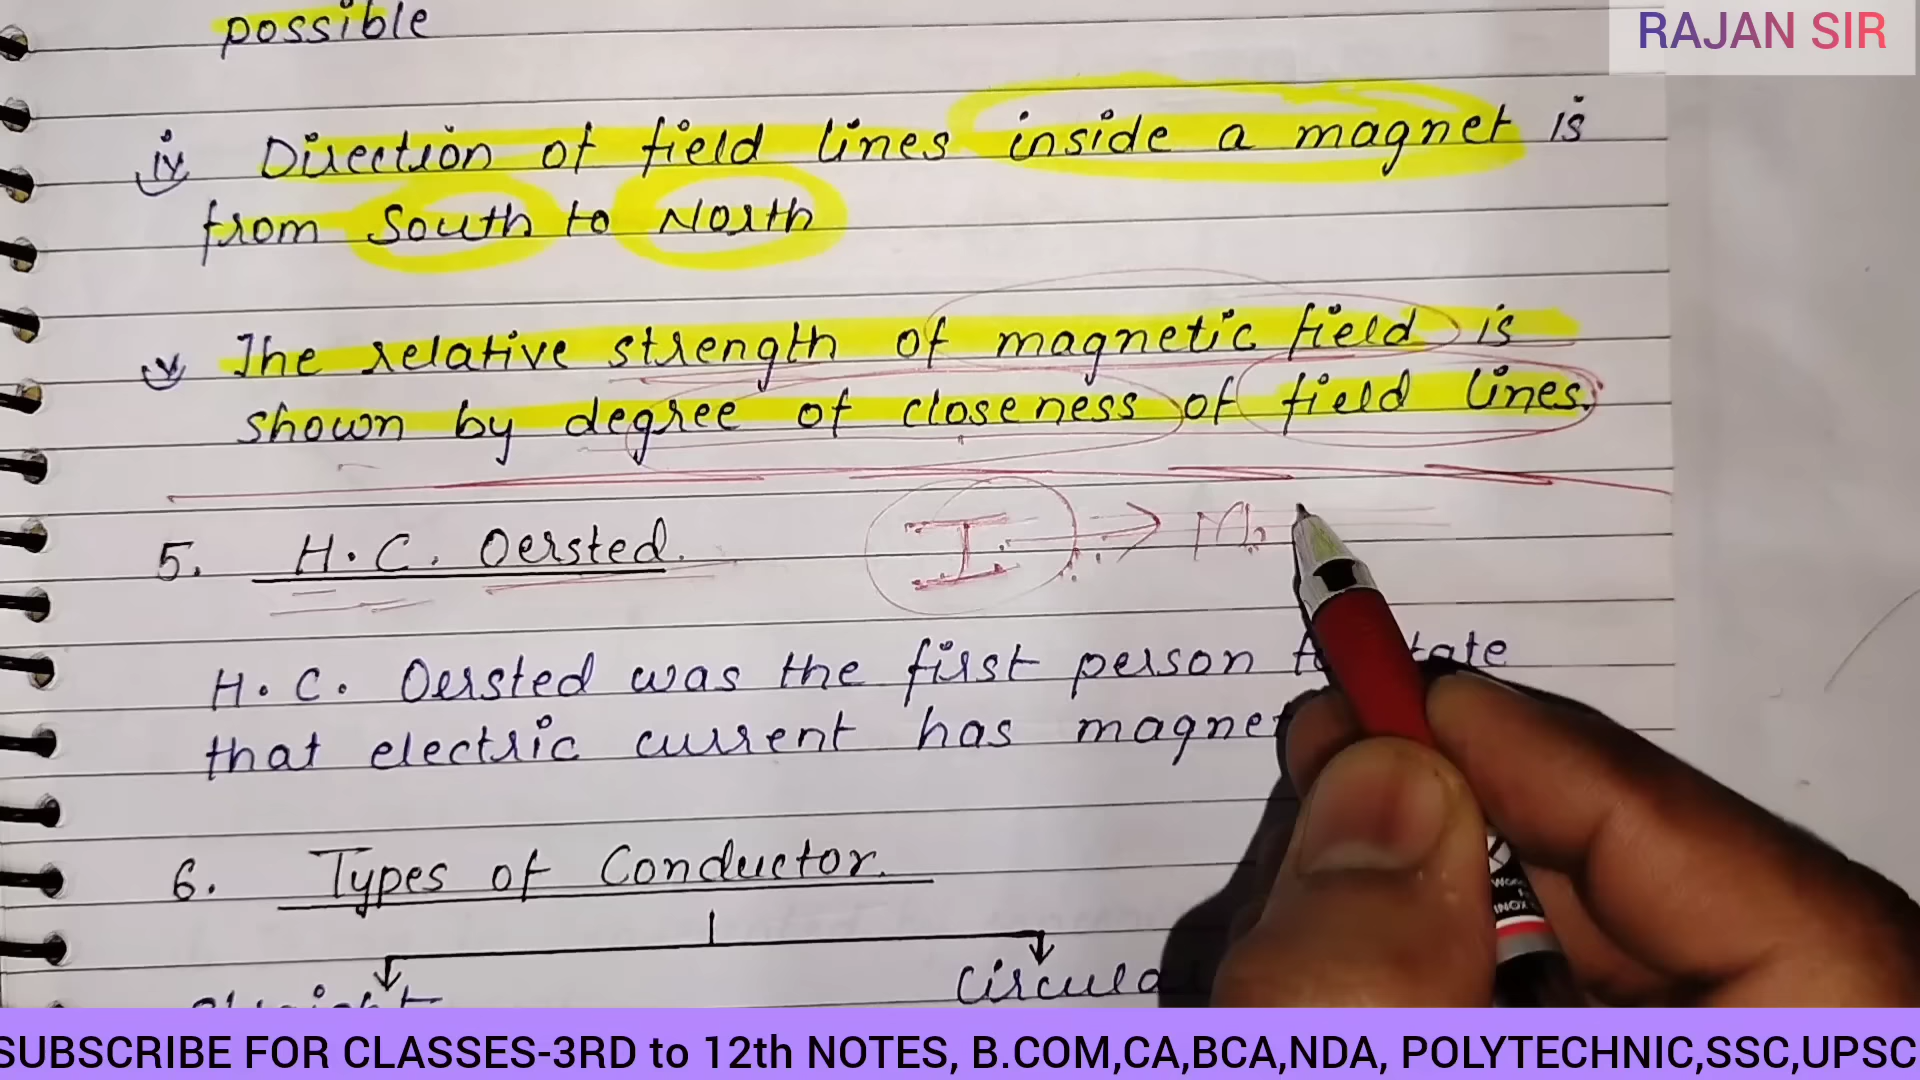 RAJAN SIR
possible
iv Direction of field lines inside a magnet is
from South to North
v The relative strength of magnetic field is
shown by degree of closeness of field lines.
5. H.C. Oersted.
I → M
H.C. Oersted was the first person
that electric current has
6. Types of Conductor.
SUBSCRIBE FOR CLASSES-3RD to 12th NOTES, B.COM,CA,BCA,NDA, POLYTECHNIC,SSC,UPSC